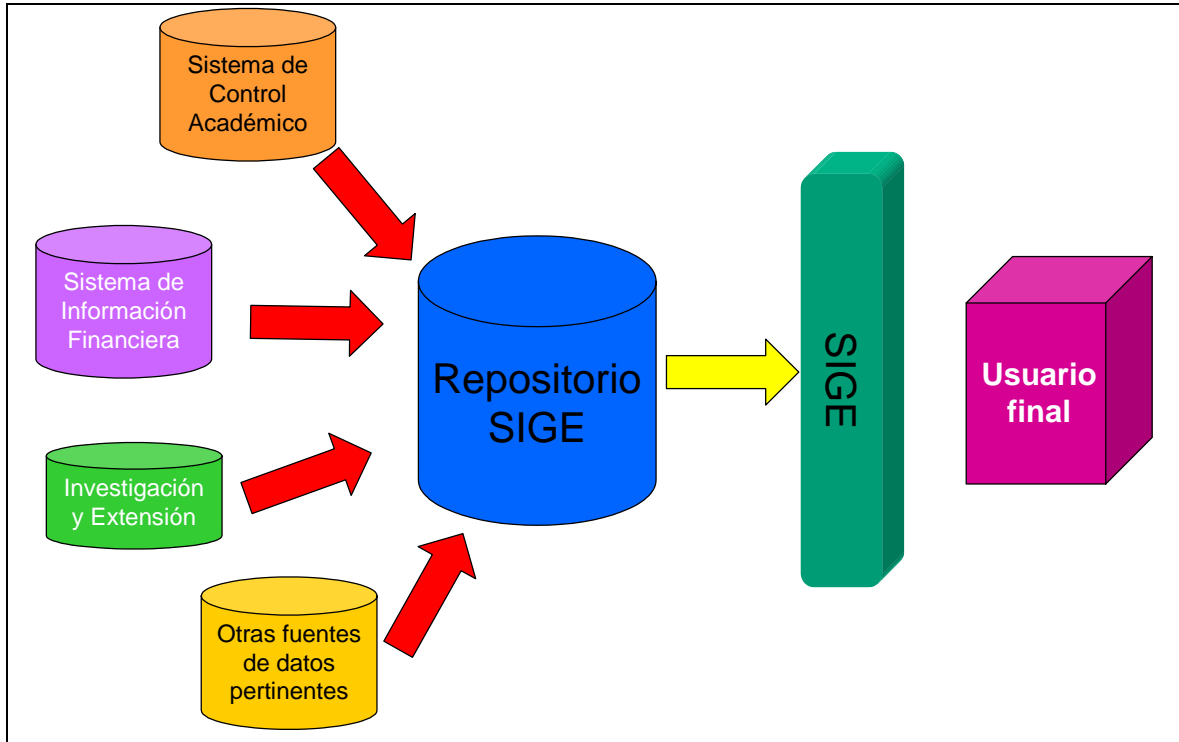 Sistema de
Control
Académico
Sistema de
Información
Financiera
Investigación
y Extensión
Otras fuentes
de datos
pertinentes
Repositorio
SIGE
SIGE
Usuario
final